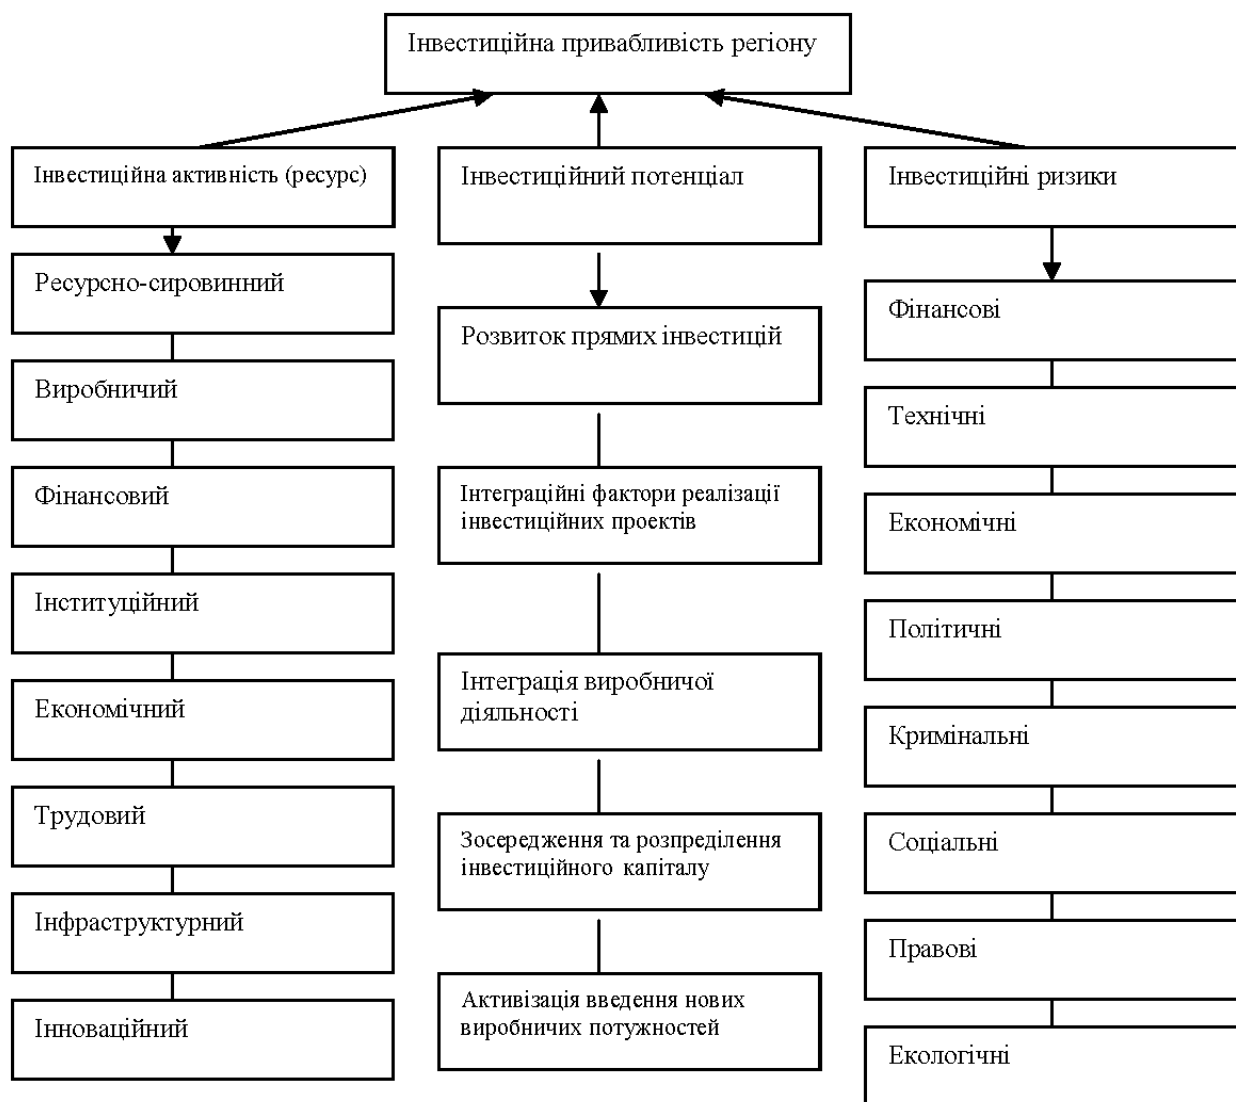 Інвестиційна привабливість регіону
Інвестиційна активність (ресурс)
Ресурсно-сировинний
Виробничий
Фінансовий
Інституційний
Економічний
Трудовий
Інфраструктурний
Інноваційний
Інвестиційний потенціал
Розвиток прямих інвестицій
Інтеграційні фактори реалізації
інвестиційних проектів
Інтеграція виробничої
діяльності
Зосередження та розпреділення
інвестиційного капіталу
Активізація введення нових
виробничих потужностей
Інвестиційні ризики
Фінансові
Технічні
Економічні
Політичні
Кримінальні
Соціальні
Правові
Екологічні